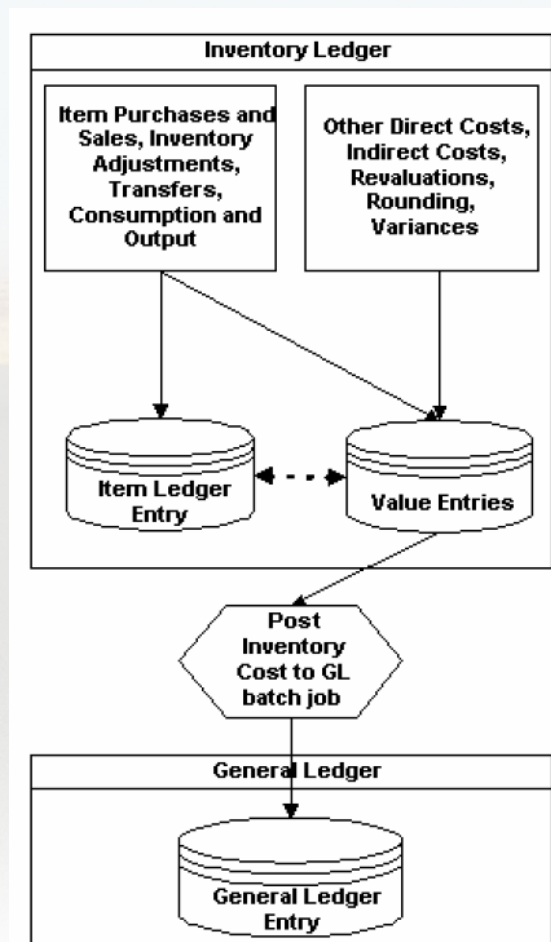 Inventory Ledger
Item Purchases and
Sales, Inventory
Adjustments,
Transfers,
Consumption and
Output
Other Direct Costs,
Indirect Costs,
Revaluations,
Rounding,
Variances
Item Ledger
Entry
Value Entries
Post
Inventory
Cost to GL
batch job
General Ledger
General Ledger
Entry